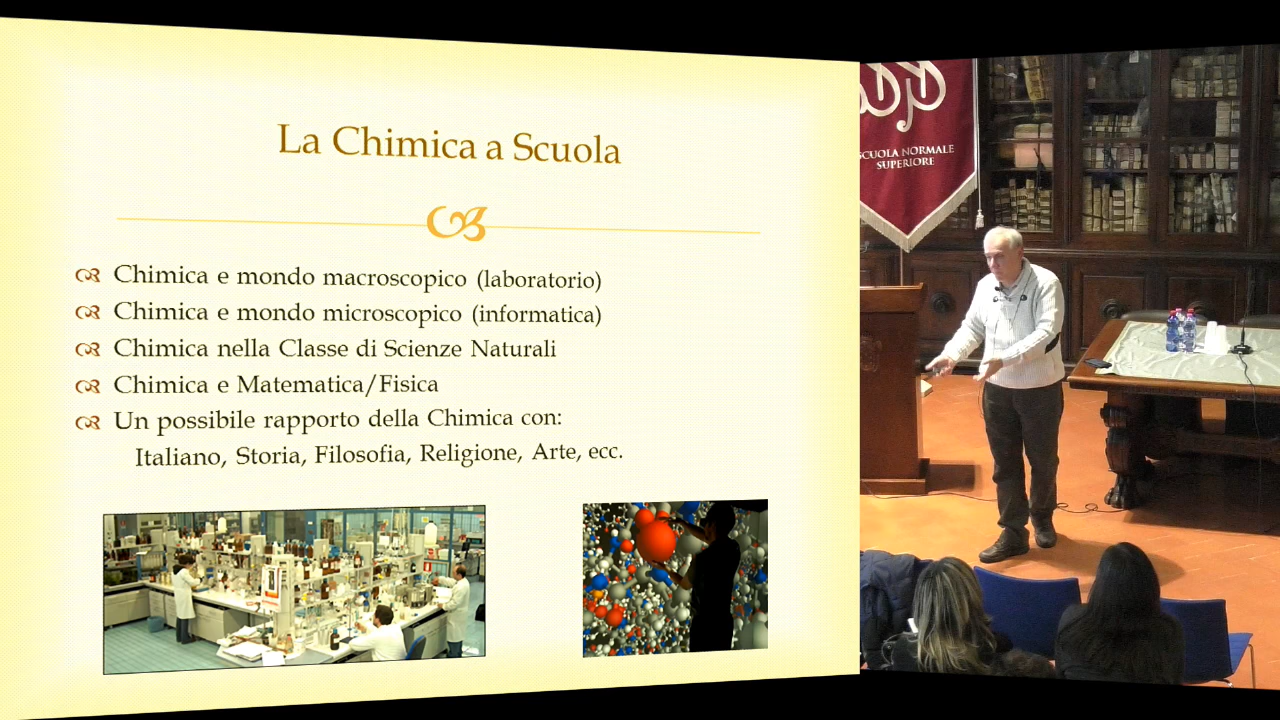 La Chimica a Scuola
Chimica e mondo macroscopico (laboratorio)
Chimica e mondo microscopico (informatica)
Chimica nella Classe di Scienze Naturali
Chimica e Matematica/Fisica
Un possibile rapporto della Chimica con:
Italiano, Storia, Filosofia, Religione, Arte, ecc.
SCUOLA NORMALE
SUPERIORE